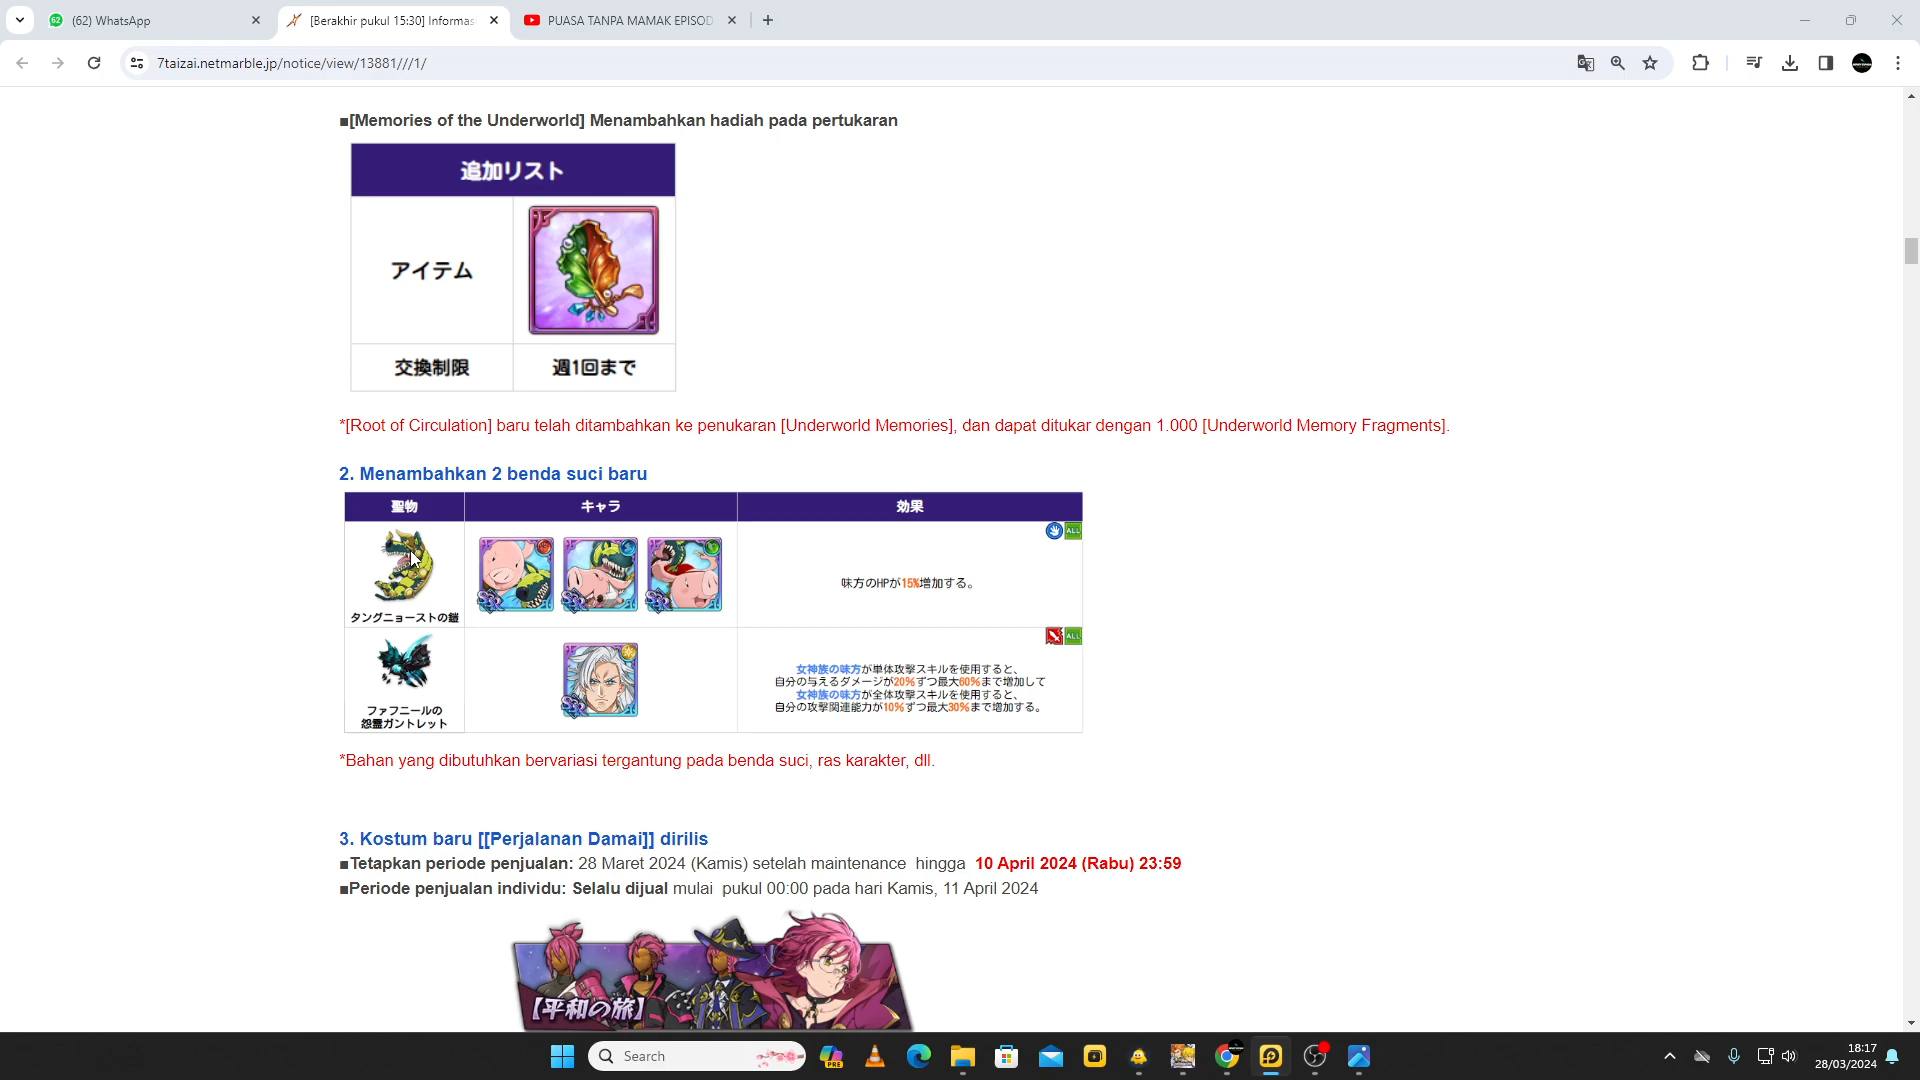 (62) WhatsApp
[Berakhir pukul 15:30] Informas
PUASA TANPA MAMAK EPISOD
7taizai.netmarble.jp/notice/view/13881///1/
■[Memories of the Underworld] Menambahkan hadiah pada pertukaran
追加リスト
アイテム
交換制限 週1回まで
*[Root of Circulation] baru telah ditambahkan ke penukaran [Underworld Memories], dan dapat ditukar dengan 1.000 [Underworld Memory Fragments].
2. Menambahkan 2 benda suci baru
聖物 キャラ 効果
ALL
味方のHPが15%増加する。
タングニョーストの鎧
ALL
女神族の味方が単体攻撃スキルを使用すると、
自分の与えるダメージが20%ずつ最大60%まで増加して
女神族の味方が全体攻撃スキルを使用すると、
自分の攻撃関連能力が10%ずつ最大30%まで増加する。
ファフニールの
怨霊ガントレット
*Bahan yang dibutuhkan bervariasi tergantung pada benda suci, ras karakter, dll.
3. Kostum baru [[Perjalanan Damai]] dirilis
■Tetapkan periode penjualan: 28 Maret 2024 (Kamis) setelah maintenance hingga 10 April 2024 (Rabu) 23:59
■Periode penjualan individu: Selalu dijual mulai pukul 00:00 pada hari Kamis, 11 April 2024
【平和の旅】
Search
PRE
18:17
28/03/2024